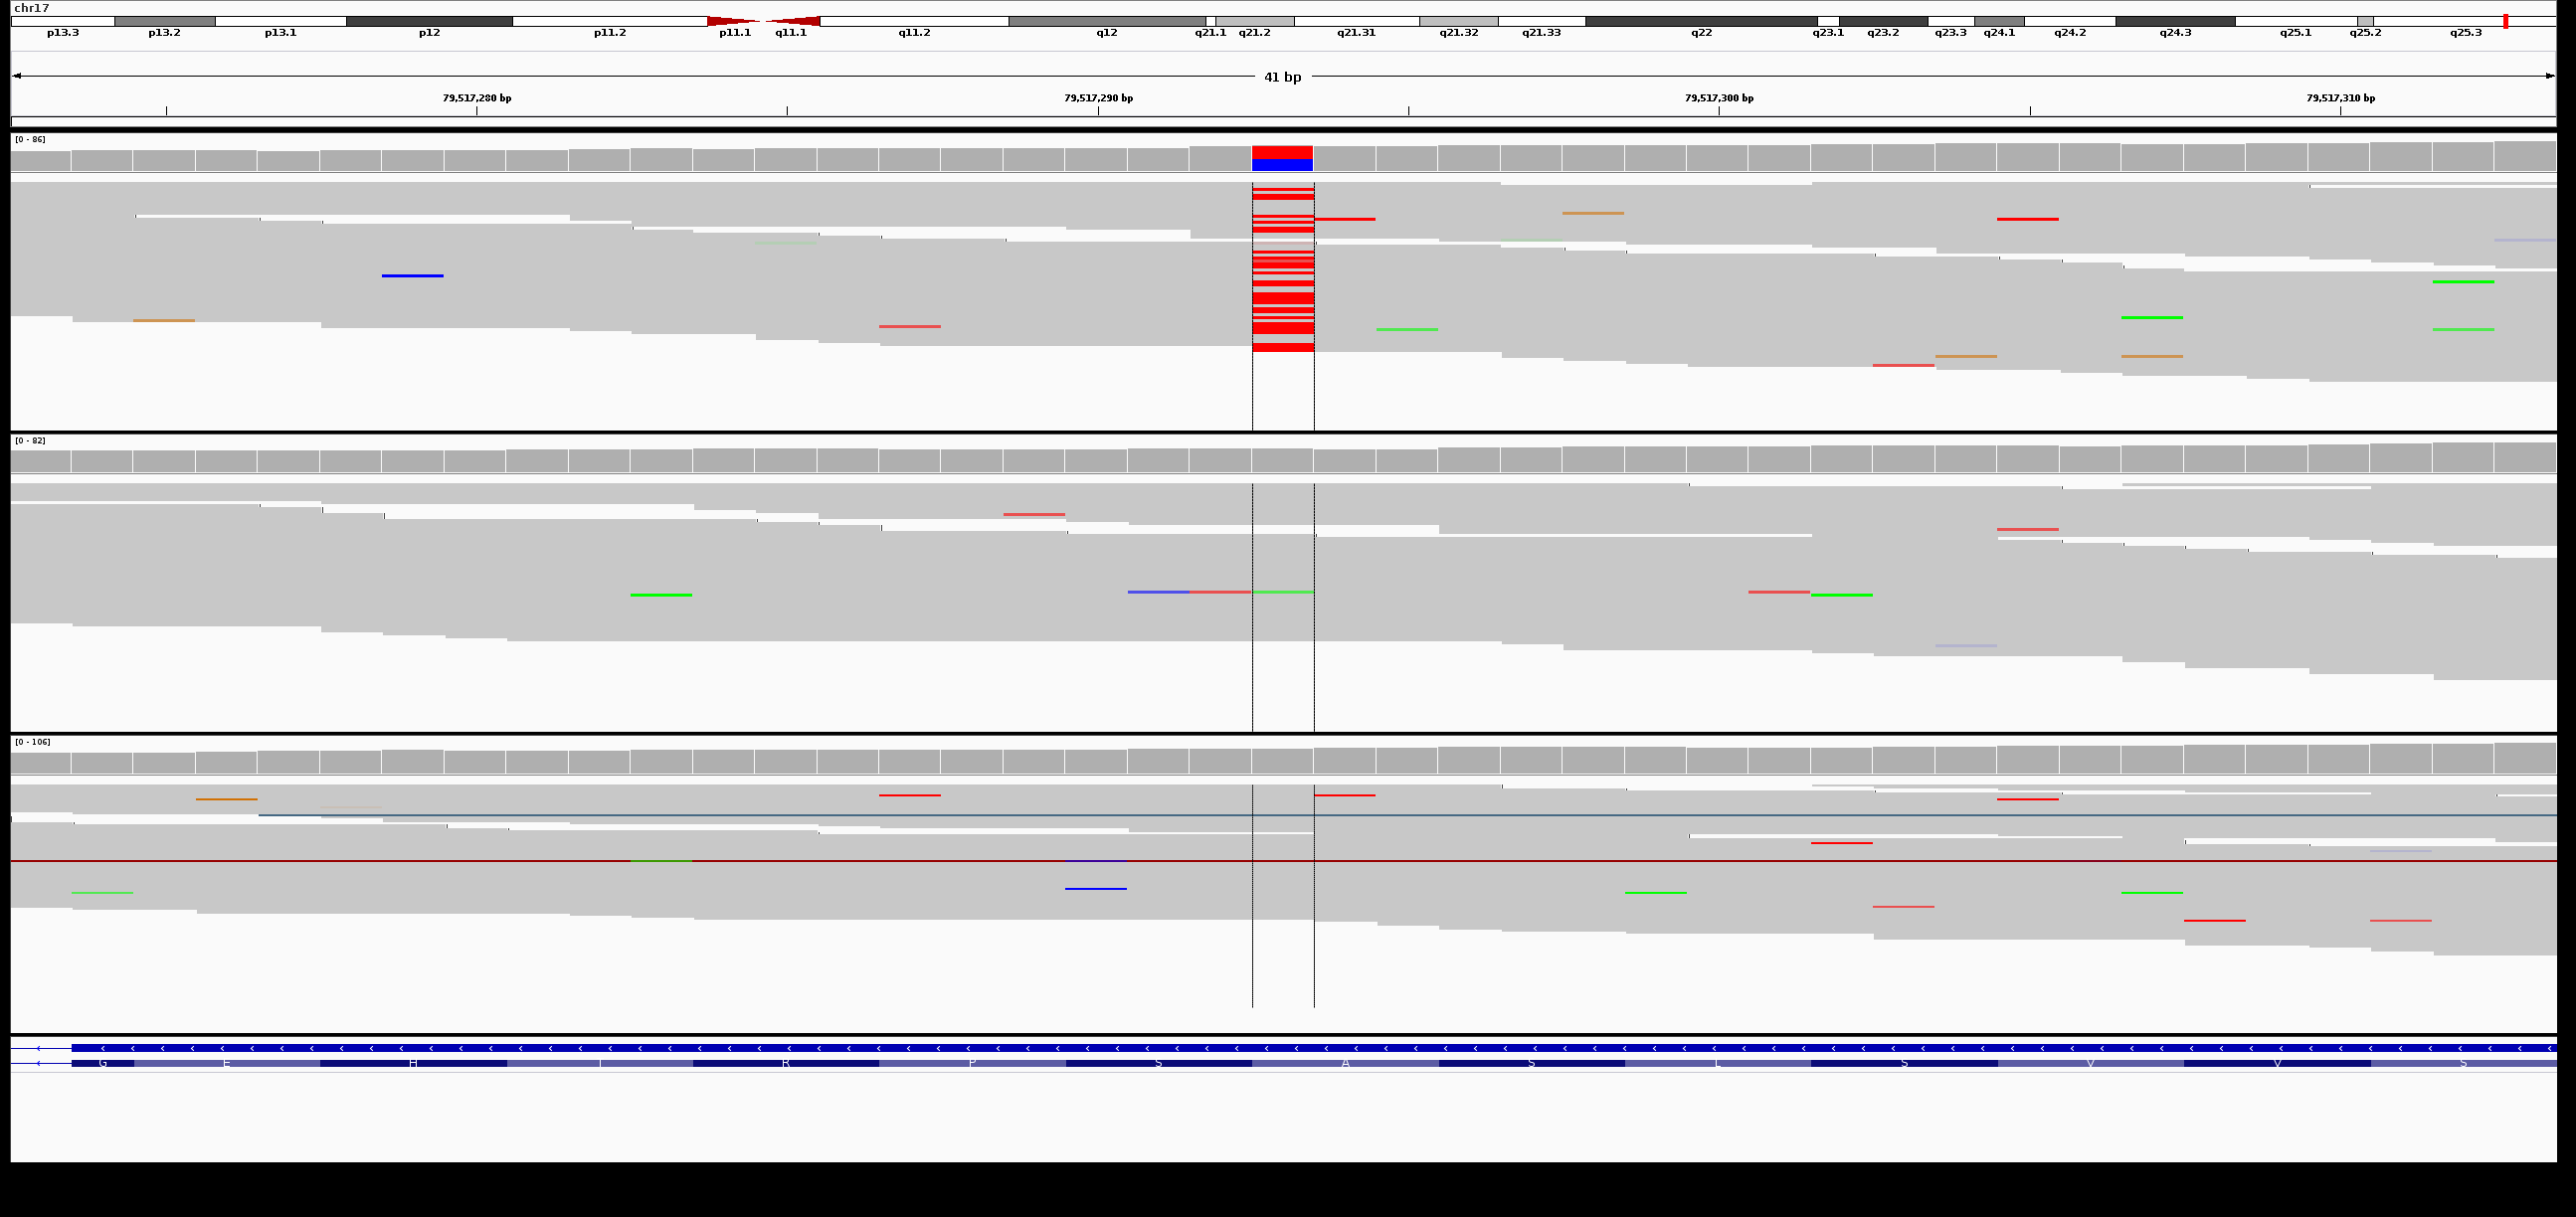 chr17
p13.3 p13.2 p13.1 p12 p11.2 p11.1 q11.1 q11.2 q12 q21.1 q21.2 q21.31 q21.32 q21.33 q22 q23.1 q23.2 q23.3 q24.1 q24.2 q24.3 q25.1 q25.2 q25.3
41 bp
79,517,280 bp 79,517,290 bp 79,517,300 bp 79,517,310 bp
[0 - 86]
[0 - 82]
[0 - 106]
G E H I R P S A S L S V V S